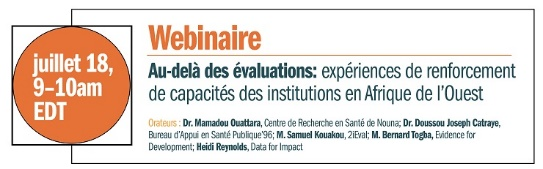 juillet 18,
9–10am
EDT
Webinaire
Au-delà des évaluations: expériences de renforcement
de capacités des institutions en Afrique de l'Ouest
Orateurs : Dr. Mamadou Ouattara, Centre de Recherche en Santé de Nouna; Dr. Doussou Joseph Catraye,
Bureau d'Appui en Santé Publique'96; M. Samuel Kouakou, 2iEval; M. Bernard Togba, Evidence for
Development; Heidi Reynolds, Data for Impact